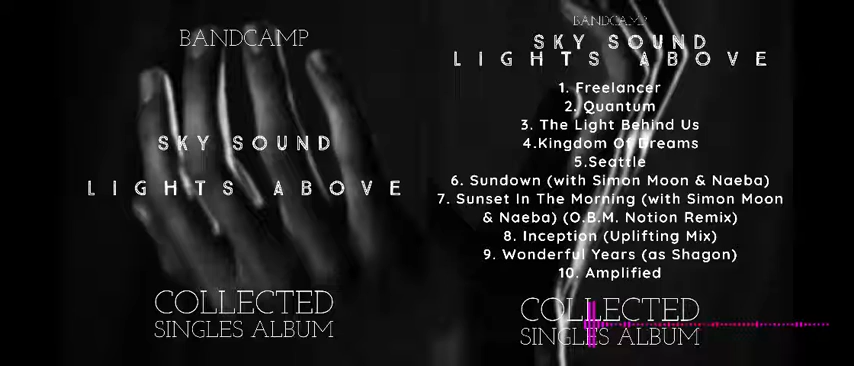 BANDCAMP
SKY SOUND
LIGHTS ABOVE
COLLECTED
SINGLES ALBUM
BANDCAMP
SKY SOUND
LIGHTS ABOVE
1. Freelancer
2. Quantum
3. The Light Behind Us
4.Kingdom Of Dreams
5.Seattle
6. Sundown (with Simon Moon & Naeba)
7. Sunset In The Morning (with Simon Moon
& Naeba) (O.B.M. Notion Remix)
8. Inception (Uplifting Mix)
9. Wonderful Years (as Shagon)
10. Amplified
COLLECTED
SINGLES ALBUM